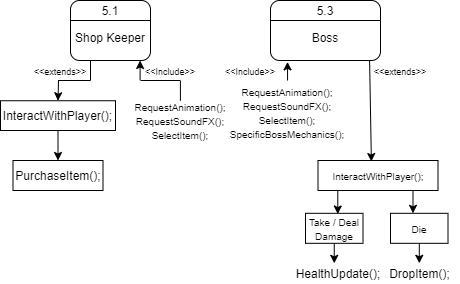 5.1
Shop Keeper
<<extends>>
<<Include>>
InteractWithPlayer();
RequestAnimation();
RequestSoundFX();
SelectItem();
PurchaseItem();
5.3
Boss
<<Include>>
<<extends>>
RequestAnimation();
RequestSoundFX();
SelectItem();
SpecificBossMechanics();
InteractWithPlayer();
Take / Deal
Damage
Die
HealthUpdate();
DropItem();